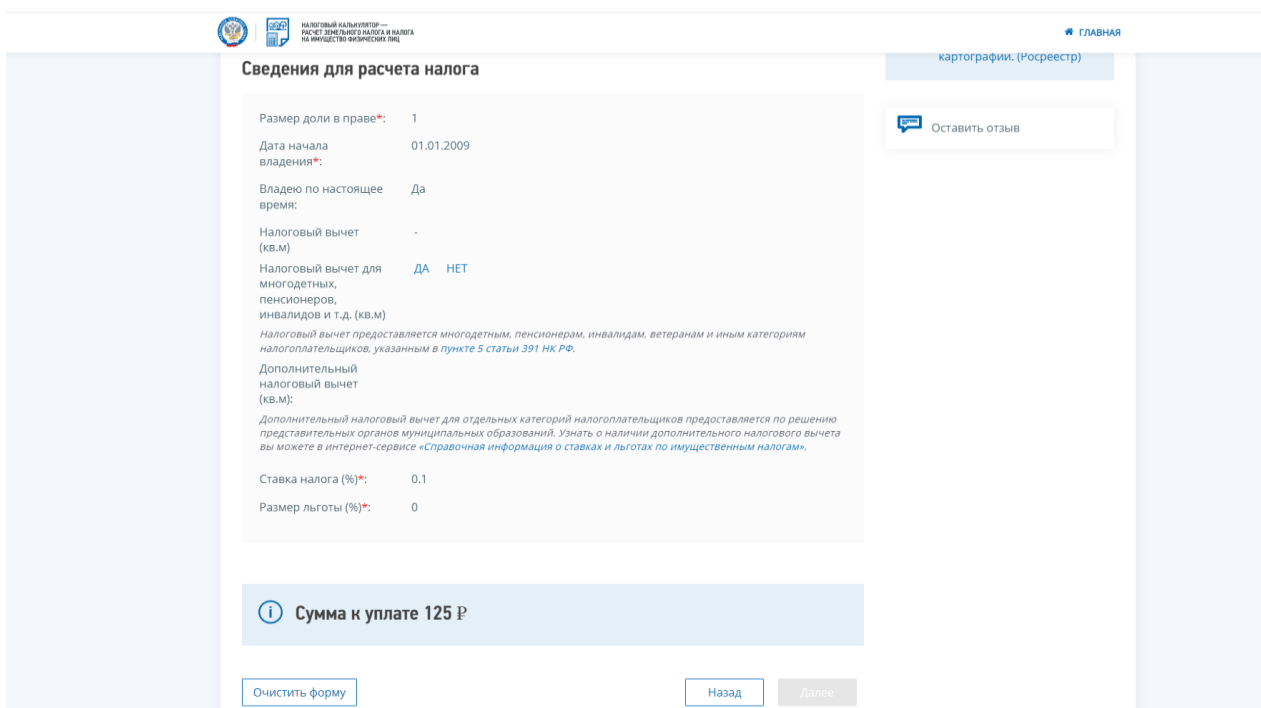 НАЛОГОВЫЙ КАЛЬКУЛЯТОР —
РАСЧЕТ ЗЕМЕЛЬНОГО НАЛОГА И НАЛОГА
НА ИМУЩЕСТВО ФИЗИЧЕСКИХ ЛИЦ
ГЛАВНАЯ
картографии. (Росреестр)
Оставить отзыв
Сведения для расчета налога
Размер доли в праве*: 1
Дата начала
владения*: 01.01.2009
Владею по настоящее
время: Да
Налоговый вычет
(кв.м) -
Налоговый вычет для
многодетных,
пенсионеров,
инвалидов и т.д. (кв.м) ДА НЕТ
Налоговый вычет предоставляется многодетным, пенсионерам, инвалидам, ветеранам и иным категориям
налогоплательщиков, указанным в пункте 5 статьи 391 НК РФ.
Дополнительный
налоговый вычет
(кв.м):
Дополнительный налоговый вычет для отдельных категорий налогоплательщиков предоставляется по решению
представительных органов муниципальных образований. Узнать о наличии дополнительного налогового вычета
вы можете в интернет-сервисе «Справочная информация о ставках и льготах по имущественным налогам».
Ставка налога (%)*: 0.1
Размер льготы (%)*: 0
Сумма к уплате 125 ₽
Очистить форму
Назад
Далее